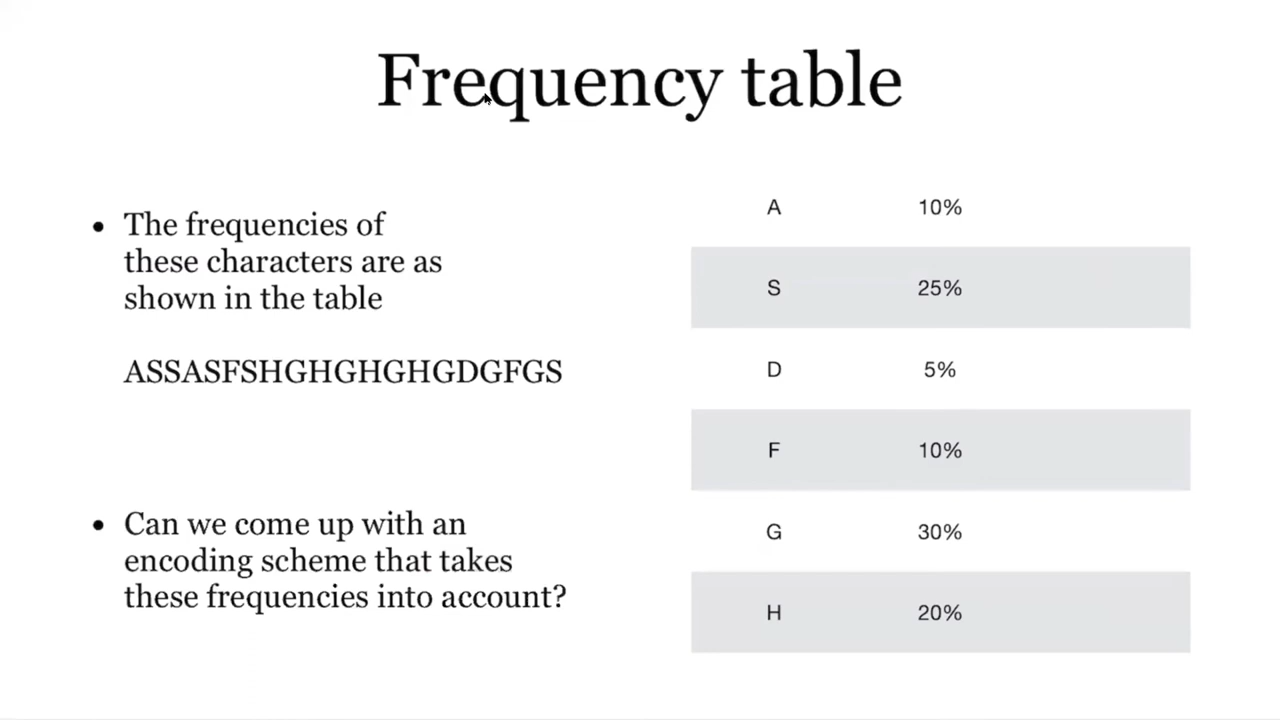 Frequency table
• The frequencies of
these characters are as
shown in the table
ASSASFSHGHGHGHGDGFGS
• Can we come up with an
encoding scheme that takes
these frequencies into account?
A 10%
S 25%
D 5%
F 10%
G 30%
H 20%